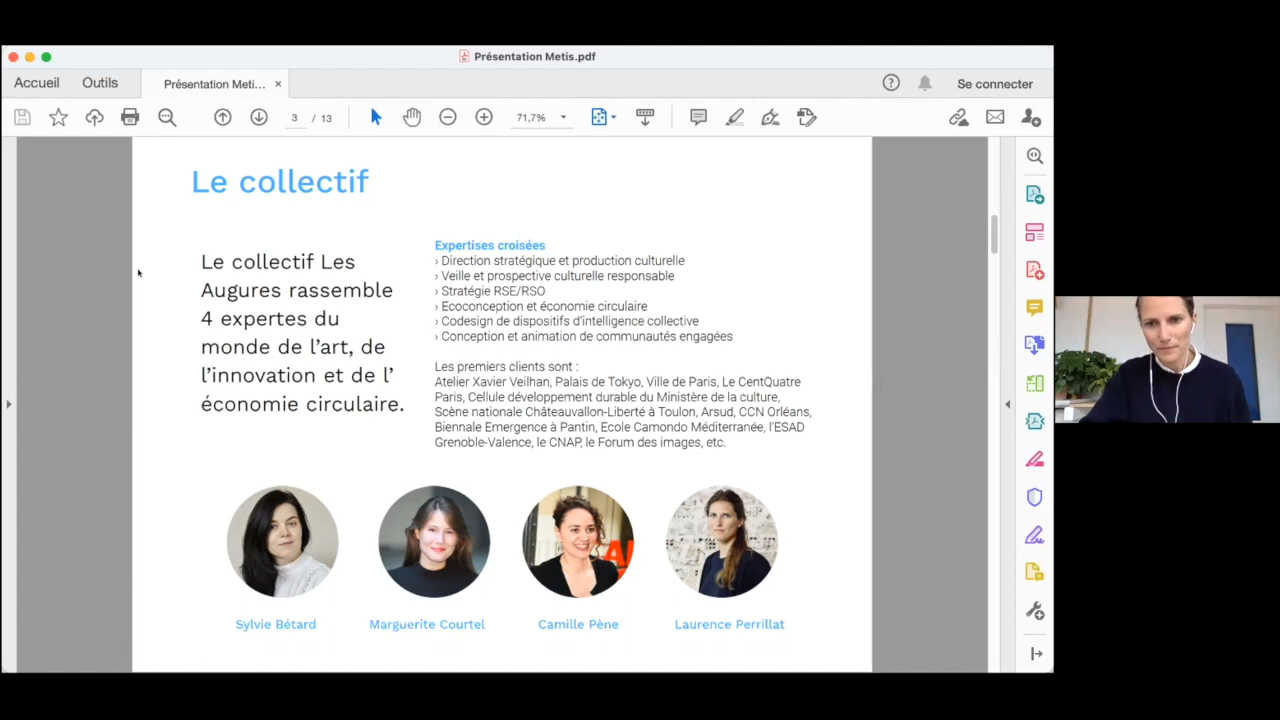 Présentation Metis.pdf
Accueil
Outils
Présentation Meti...
Se connecter
3 / 13
71,7%
Le collectif
Le collectif Les
Augures rassemble
4 expertes du
monde de l’art, de
l’innovation et de l’
économie circulaire.
Expertises croisées
› Direction stratégique et production culturelle
› Veille et prospective culturelle responsable
› Stratégie RSE/RSO
› Ecoconception et économie circulaire
› Codesign de dispositifs d’intelligence collective
› Conception et animation de communautés engagées
Les premiers clients sont :
Atelier Xavier Veilhan, Palais de Tokyo, Ville de Paris, Le CentQuatre
Paris, Cellule développement durable du Ministère de la culture,
Scène nationale Châteauvallon-Liberté à Toulon, Arsud, CCN Orléans,
Biennale Emergence à Pantin, Ecole Camondo Méditerranée, l’ESAD
Grenoble-Valence, le CNAP, le Forum des images, etc.
Sylvie Bétard
Marguerite Courtel
Camille Pène
Laurence Perrillat